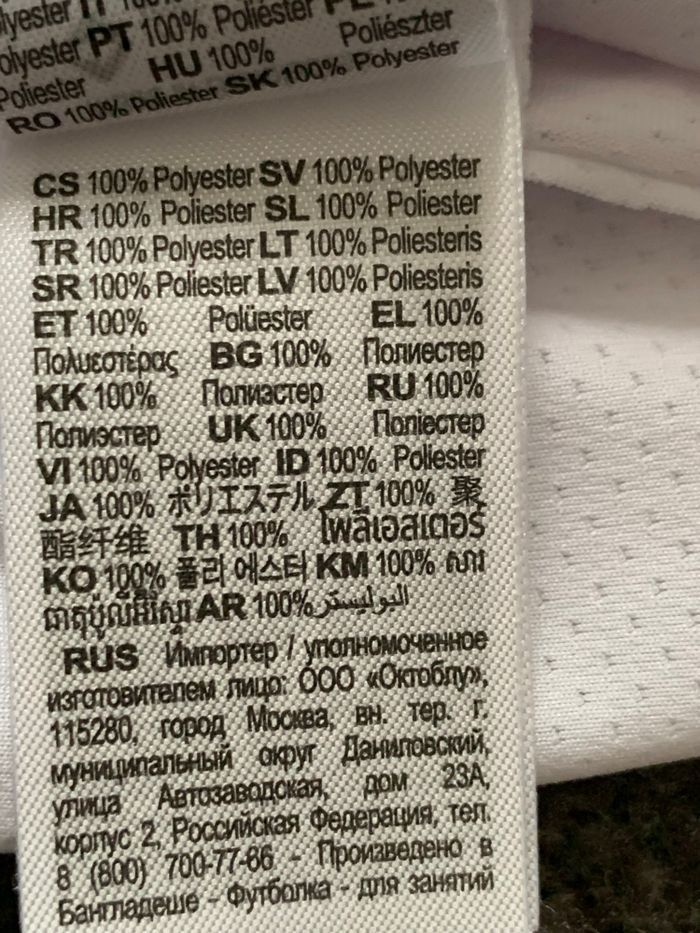 olyester IT 100%
olyester PT 100% Poliéster PL
Poliester HU 100% Poliészter
RO 100% Poliester SK 100% Polyester
CS 100% Polyester SV 100% Polyester
HR 100% Poliester SL 100% Poliester
TR 100% Polyester LT 100% Poliesteris
SR 100% Poliester LV 100% Poliesteris
ET 100% Polüester EL 100%
Πολυεστέρας BG 100% Полиестер
KK 100% Полиэстер RU 100%
Полиэстер UK 100% Поліестер
VI 100% Polyester ID 100% Poliester
JA 100% ポリエステル ZT 100% 聚
酯纤维 TH 100% โพลีเอสเตอร์
KO 100% 폴리 에스터 KM 100% សារ
AR 100% البوليستر
RUS Импортер / уполномоченное
изготовителем лицо: ООО «Октоблу»,
115280, город Москва, вн. тер. г.
муниципальный округ Даниловский,
улица Автозаводская, дом 23А,
корпус 2, Российская Федерация, тел.
8 (800) 700-77-66 - Произведено в
Бангладеше - Футболка - для занятий